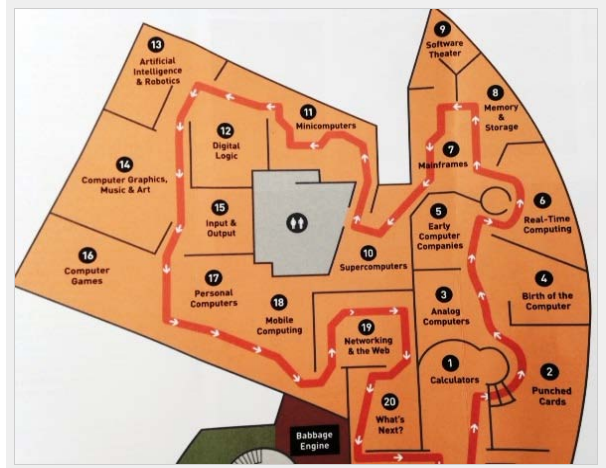 1
Calculators
2
Punched
Cards
3
Analog
Computers
4
Birth of the
Computer
5
Early
Computer
Companies
6
Real-Time
Computing
7
Mainframes
8
Memory
&
Storage
9
Software
Theater
10
Supercomputers
11
Minicomputers
12
Digital
Logic
13
Artificial
Intelligence
& Robotics
14
Computer Graphics,
Music & Art
15
Input &
Output
16
Computer
Games
17
Personal
Computers
18
Mobile
Computing
19
Networking
& the Web
20
What's
Next?
Babbage
Engine